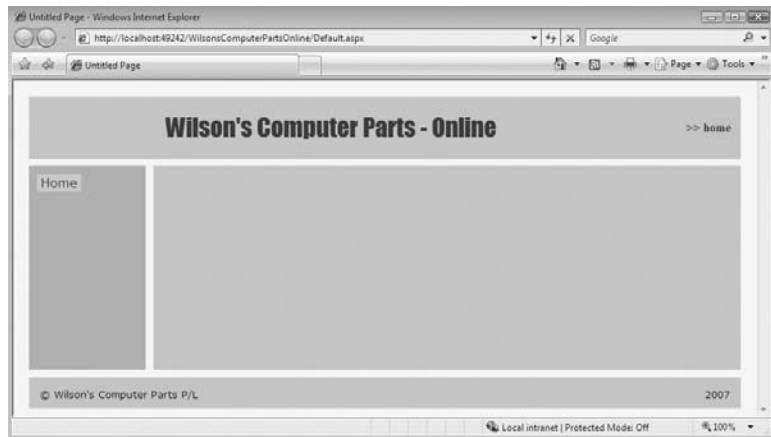 Untitled Page - Windows Internet Explorer
http://localhost:49242/WilsonsComputerPartsOnline/Default.aspx
Google
Untitled Page
Page
Tools
Wilson's Computer Parts - Online
>> home
Home
© Wilson's Computer Parts P/L
2007
Local intranet | Protected Mode: Off
100%